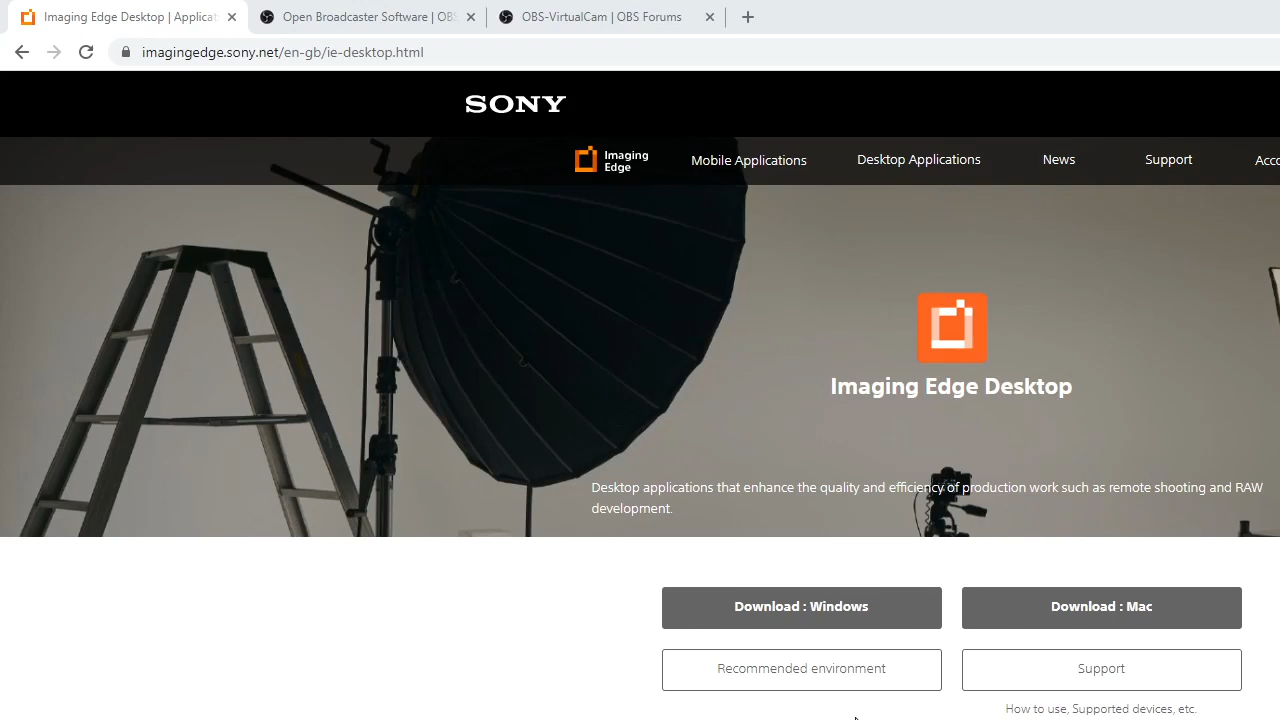 Imaging Edge Desktop | Applicat
Open Broadcaster Software | OBS
OBS-VirtualCam | OBS Forums
imagingedge.sony.net/en-gb/ie-desktop.html
SONY
Imaging
Edge
Mobile Applications
Desktop Applications
News
Support
Acco
Imaging Edge Desktop
Desktop applications that enhance the quality and efficiency of production work such as remote shooting and RAW
development.
Download : Windows
Download : Mac
Recommended environment
Support
How to use, Supported devices, etc.